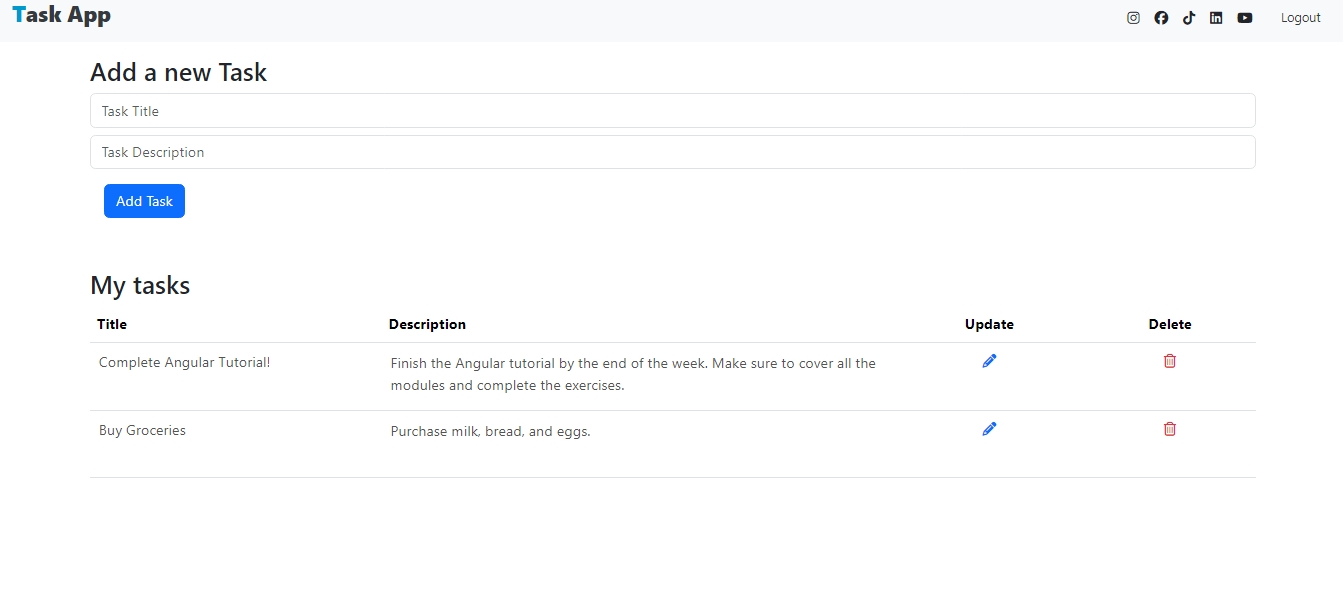 Task App
Logout
Add a new Task
Task Title
Task Description
Add Task
My tasks
Title Description Update Delete
Complete Angular Tutorial! Finish the Angular tutorial by the end of the week. Make sure to cover all the
modules and complete the exercises.
Buy Groceries Purchase milk, bread, and eggs.